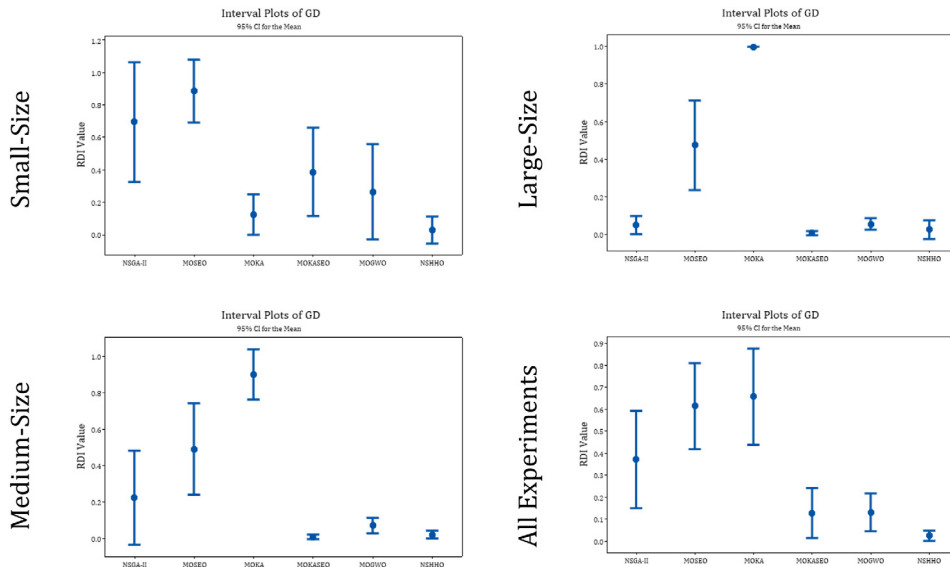 Small-Size
Interval Plots of GD
95% CI for the Mean
RDI Value
1.2
1.0
0.8
0.6
0.4
0.2
0.0
NSGA-II MOSEO MOKA MOKASEO MOGWO NSHHO
Large-Size
Interval Plots of GD
95% CI for the Mean
RDI Value
1.0
0.8
0.6
0.4
0.2
0.0
NSGA-II MOSEO MOKA MOKASEO MOGWO NSHHO
Medium-Size
Interval Plots of GD
95% CI for the Mean
RDI Value
1.0
0.8
0.6
0.4
0.2
0.0
NSGA-II MOSEO MOKA MOKASEO MOGWO NSHHO
All Experiments
Interval Plots of GD
95% CI for the Mean
RDI Value
0.9
0.8
0.7
0.6
0.5
0.4
0.3
0.2
0.1
0.0
NSGA-II MOSEO MOKA MOKASEO MOGWO NSHHO